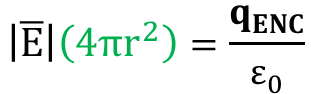 |E̅|(4πr²) = q_ENC / ε₀